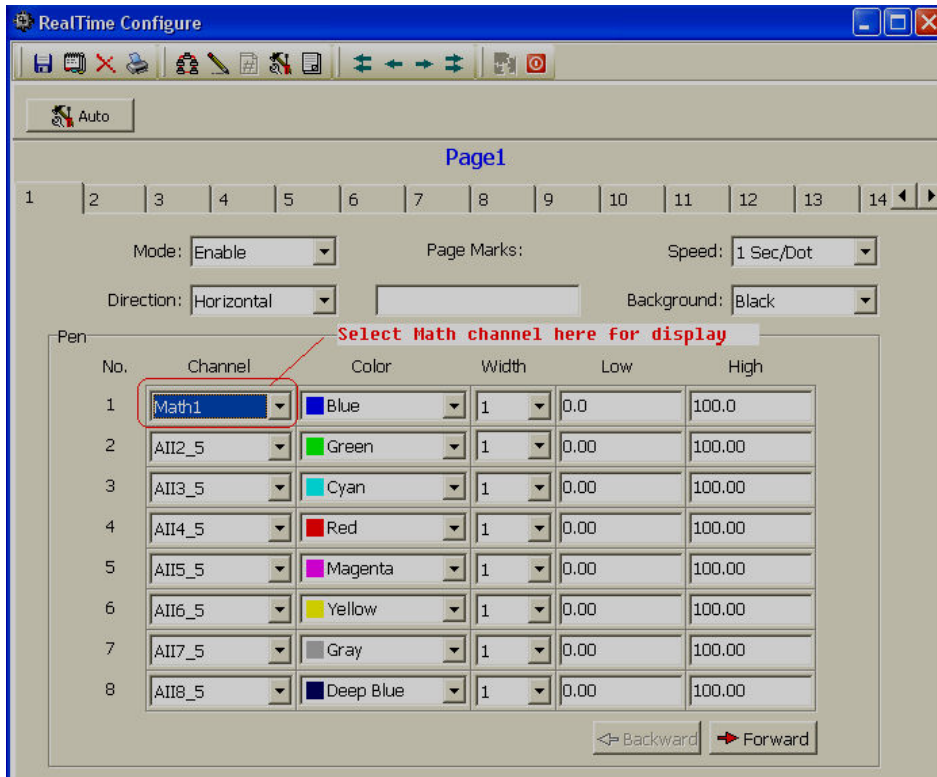 RealTime Configure
Auto
Page1
1 2 3 4 5 6 7 8 9 10 11 12 13 14
Mode: Enable Page Marks: Speed: 1 Sec/Dot
Direction: Horizontal Background: Black
Pen Select Math channel here for display
No. Channel Color Width Low High
1 Math1 Blue 1 0.0 100.0
2 AII2_5 Green 1 0.00 100.00
3 AII3_5 Cyan 1 0.00 100.00
4 AII4_5 Red 1 0.00 100.00
5 AII5_5 Magenta 1 0.00 100.00
6 AII6_5 Yellow 1 0.00 100.00
7 AII7_5 Gray 1 0.00 100.00
8 AII8_5 Deep Blue 1 0.00 100.00
Backward Forward